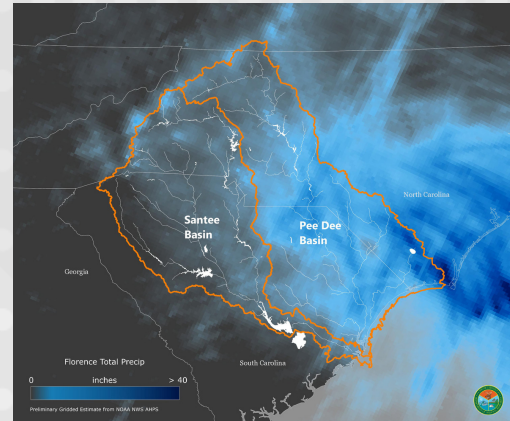 North Carolina
Santee
Basin
Pee Dee
Basin
Georgia
South Carolina
Florence Total Precip
0 inches > 40
Preliminary Gridded Estimate from NOAA NWS AHPS